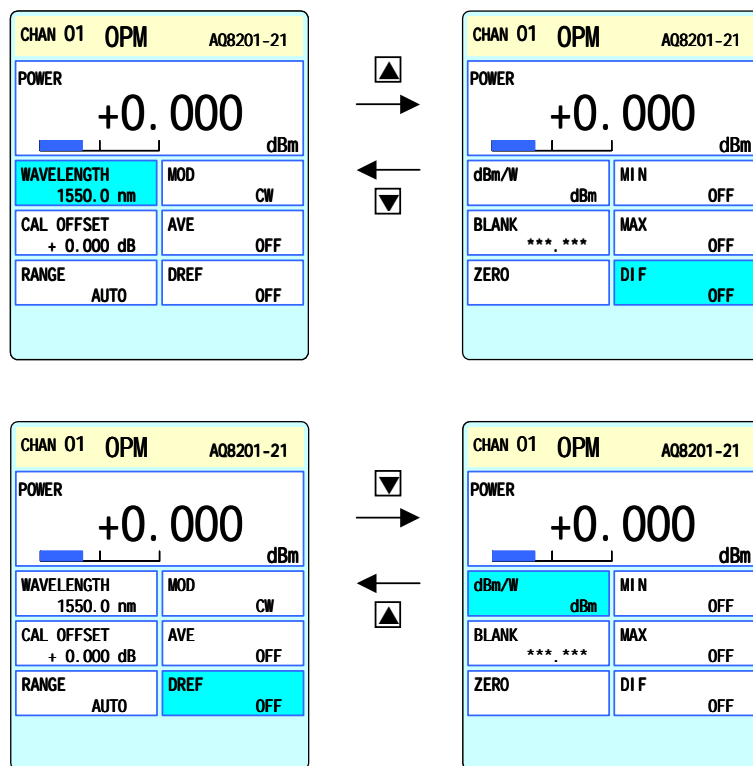 CHAN 01 OPM AQ8201-21
POWER
+0.000
dBm
WAVELENGTH
1550.0 nm
MOD
CW
CAL OFFSET
+ 0.000 dB
AVE
OFF
RANGE
AUTO
DREF
OFF
▲
▼
CHAN 01 OPM AQ8201-21
POWER
+0.000
dBm
dBm/W
dBm
MIN
OFF
BLANK
***.***
MAX
OFF
ZERO
DIF
OFF
CHAN 01 OPM AQ8201-21
POWER
+0.000
dBm
WAVELENGTH
1550.0 nm
MOD
CW
CAL OFFSET
+ 0.000 dB
AVE
OFF
RANGE
AUTO
DREF
OFF
▼
▲
CHAN 01 OPM AQ8201-21
POWER
+0.000
dBm
dBm/W
dBm
MIN
OFF
BLANK
***.***
MAX
OFF
ZERO
DIF
OFF